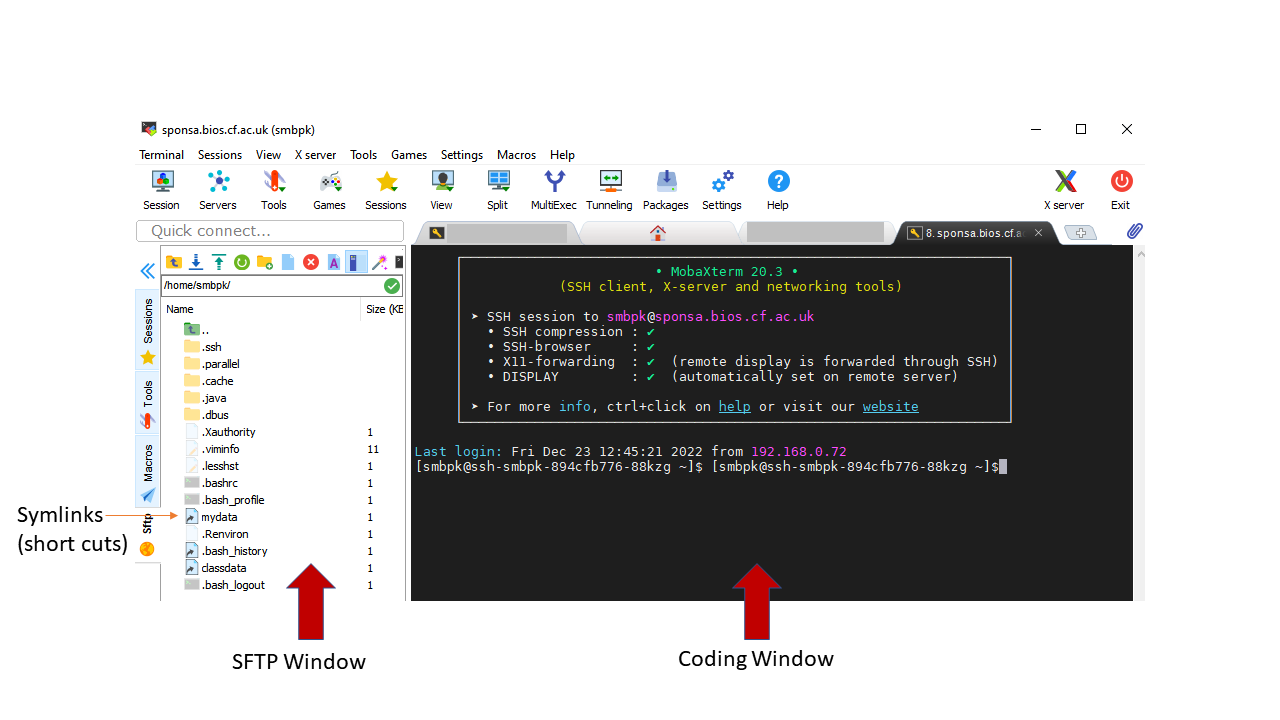 sponsa.bios.cf.ac.uk (smbpk)
Terminal Sessions View X server Tools Games Settings Macros Help
Session Servers Tools Games Sessions View Split MultiExec Tunneling Packages Settings Help X server Exit
Quick connect...
8. sponsa.bios.cf.a
/home/smbpk/
Name Size (KB
..
.ssh
.parallel
.cache
.java
.dbus
.Xauthority 1
.viminfo 11
.lesshst 1
.bashrc 1
.bash_profile 1
mydata 1
.Renviron 1
.bash_history 1
classdata 1
.bash_logout 1
Sessions
Tools
Macros
Sftp
• MobaXterm 20.3 •
(SSH client, X-server and networking tools)
➤ SSH session to smbpk@sponsa.bios.cf.ac.uk
• SSH compression : ✔
• SSH-browser : ✔
• X11-forwarding : ✔ (remote display is forwarded through SSH)
• DISPLAY : ✔ (automatically set on remote server)
➤ For more info, ctrl+click on help or visit our website
Last login: Fri Dec 23 12:45:21 2022 from 192.168.0.72
[smbpk@ssh-smbpk-894cfb776-88kzg ~]$ [smbpk@ssh-smbpk-894cfb776-88kzg ~]$
Symlinks
(short cuts)
SFTP Window
Coding Window